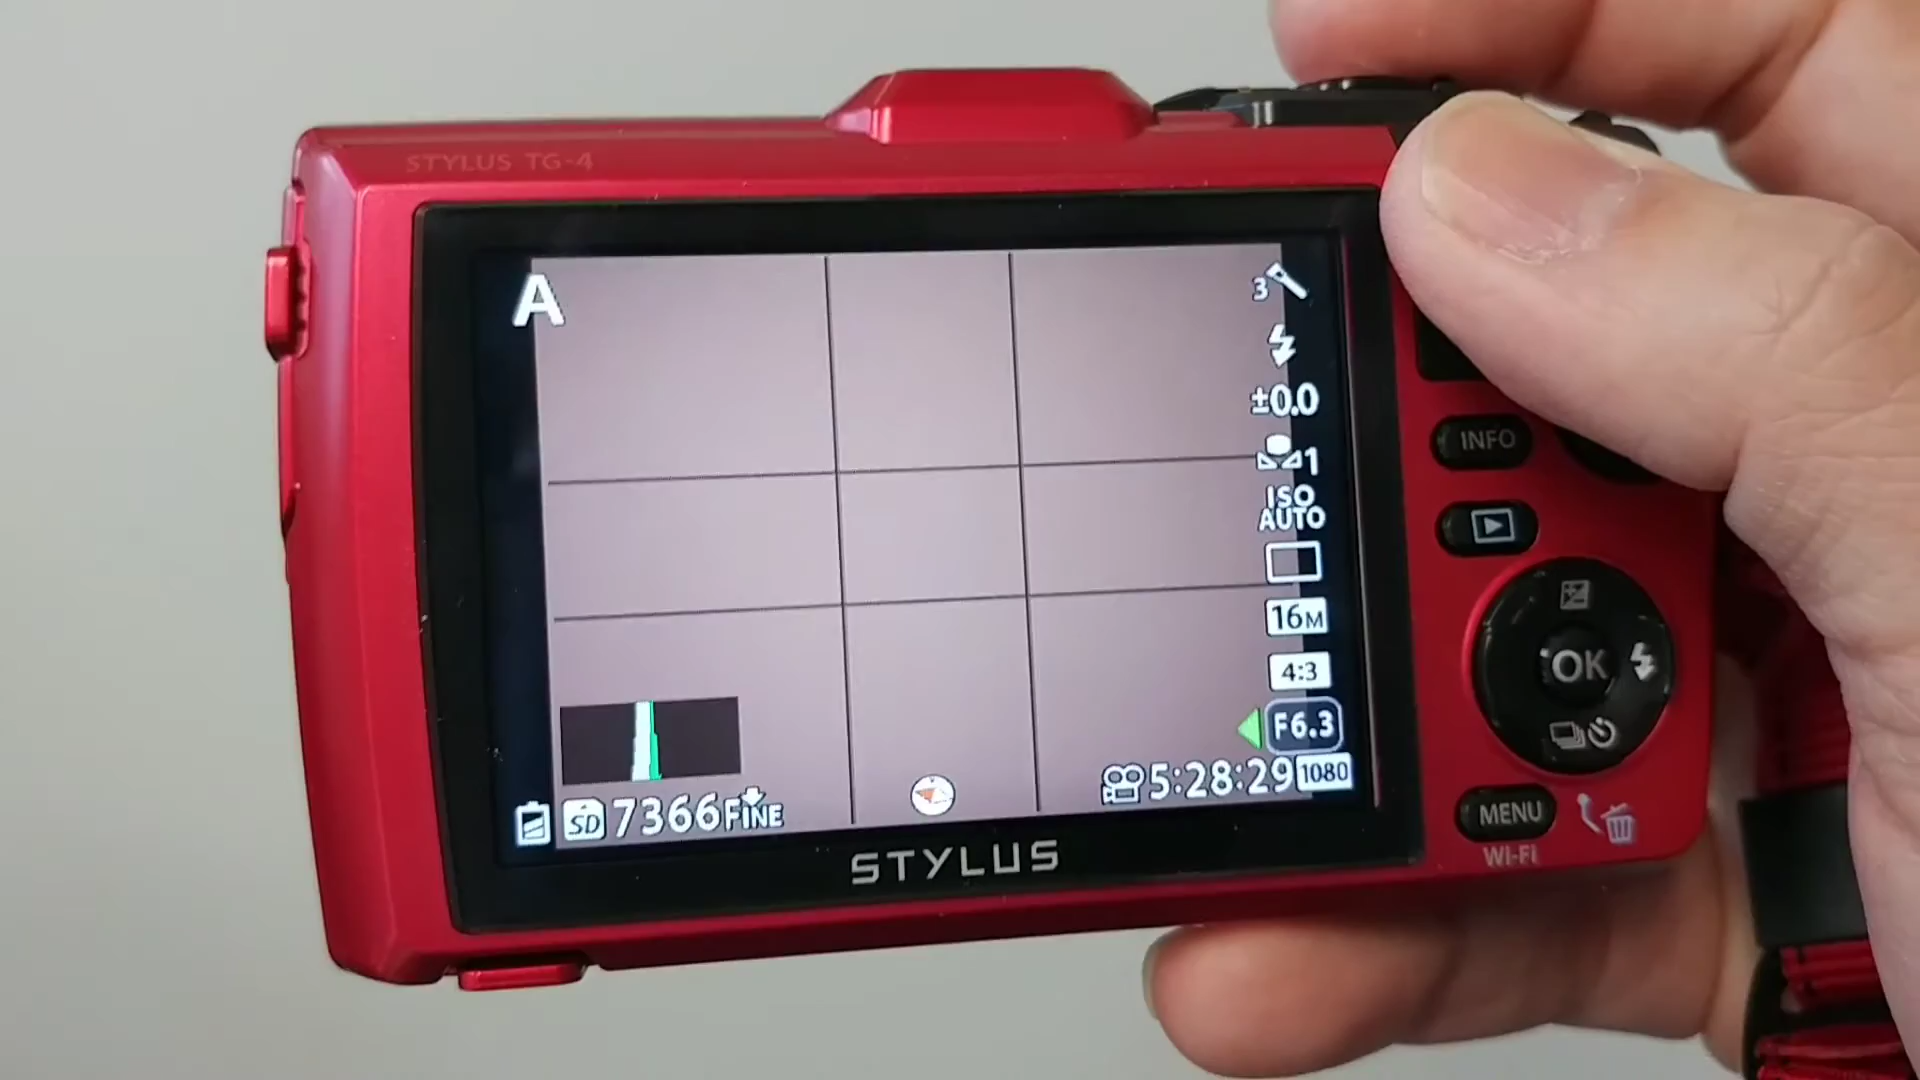 STYLUS TG-4
A
3
±0.0
1
ISO
AUTO
16M
4:3
F6.3
5:28:29 1080
SD 7366 FINE
STYLUS
INFO
OK
MENU
Wi-Fi